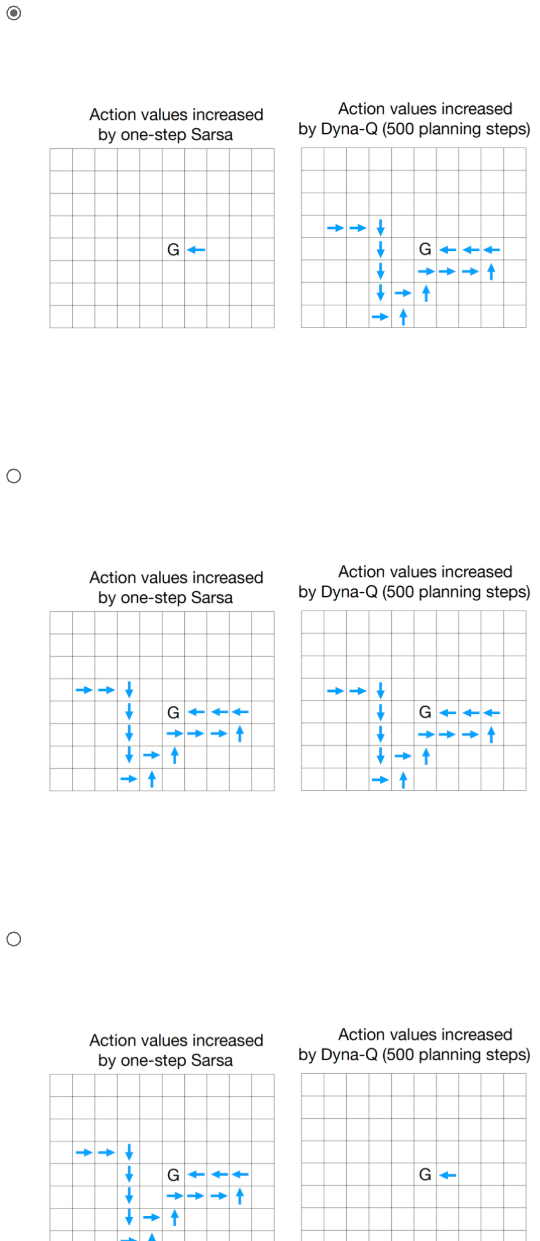 Action values increased
by one-step Sarsa
Action values increased
by Dyna-Q (500 planning steps)
G
G
Action values increased
by one-step Sarsa
Action values increased
by Dyna-Q (500 planning steps)
G
G
Action values increased
by one-step Sarsa
Action values increased
by Dyna-Q (500 planning steps)
G
G